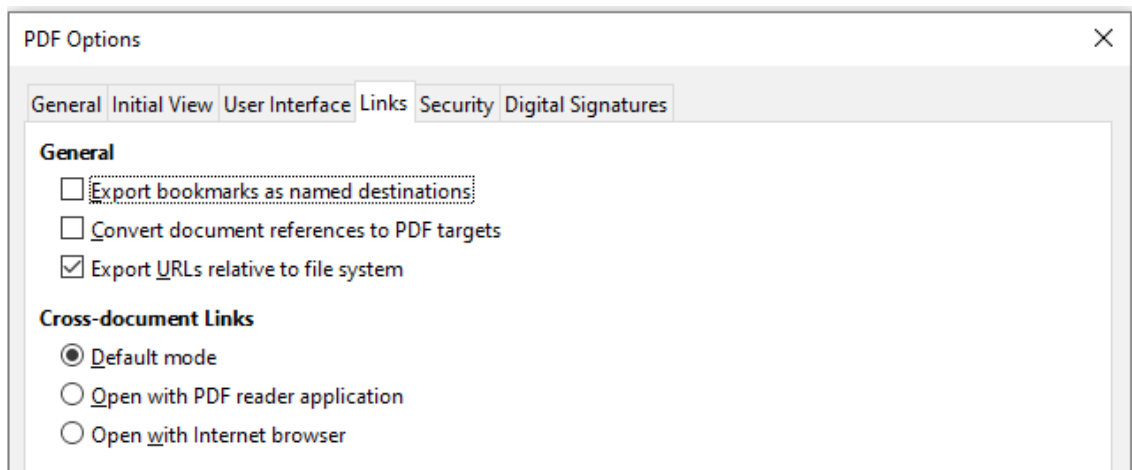 PDF Options
General Initial View User Interface Links Security Digital Signatures
General
Export bookmarks as named destinations
Convert document references to PDF targets
Export URLs relative to file system
Cross-document Links
Default mode
Open with PDF reader application
Open with Internet browser